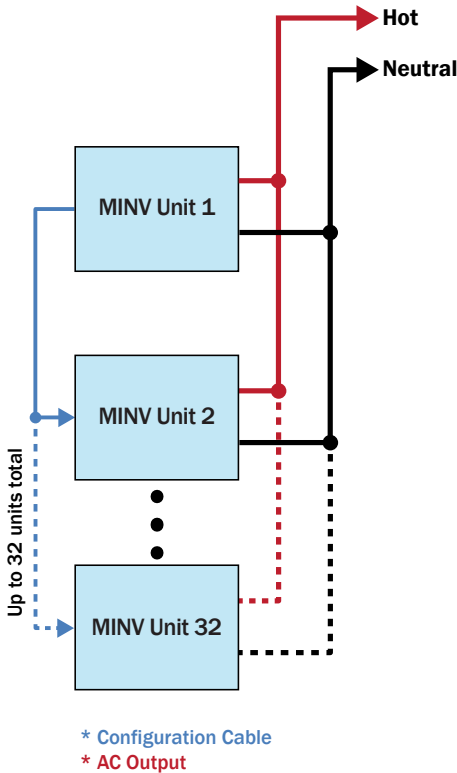 Hot
Neutral
MINV Unit 1
MINV Unit 2
Up to 32 units total
MINV Unit 32
* Configuration Cable
* AC Output